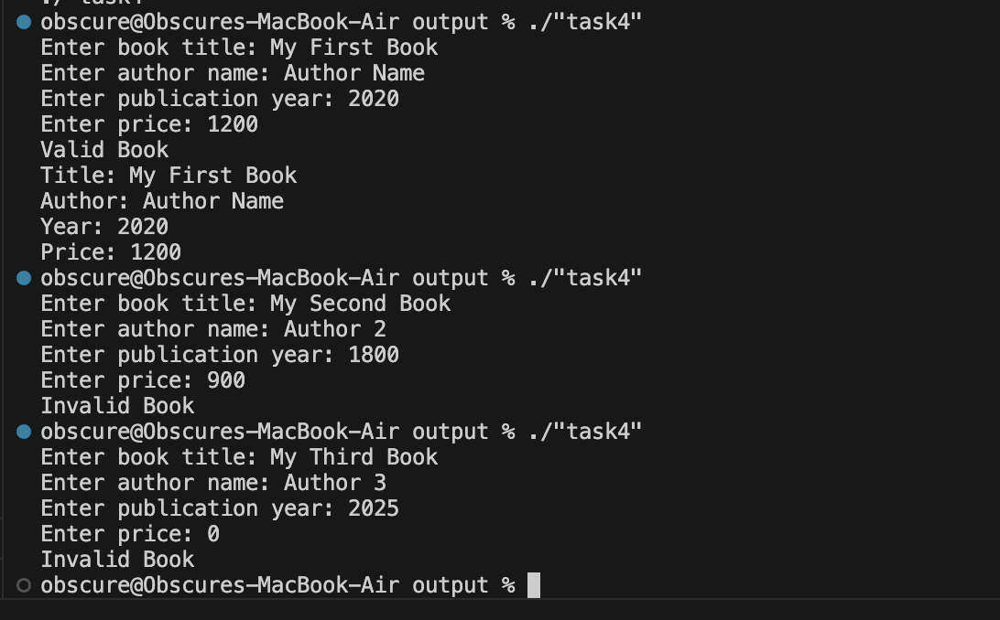 obscure@Obscures-MacBook-Air output % ./"task4"
Enter book title: My First Book
Enter author name: Author Name
Enter publication year: 2020
Enter price: 1200
Valid Book
Title: My First Book
Author: Author Name
Year: 2020
Price: 1200
obscure@Obscures-MacBook-Air output % ./"task4"
Enter book title: My Second Book
Enter author name: Author 2
Enter publication year: 1800
Enter price: 900
Invalid Book
obscure@Obscures-MacBook-Air output % ./"task4"
Enter book title: My Third Book
Enter author name: Author 3
Enter publication year: 2025
Enter price: 0
Invalid Book
obscure@Obscures-MacBook-Air output %